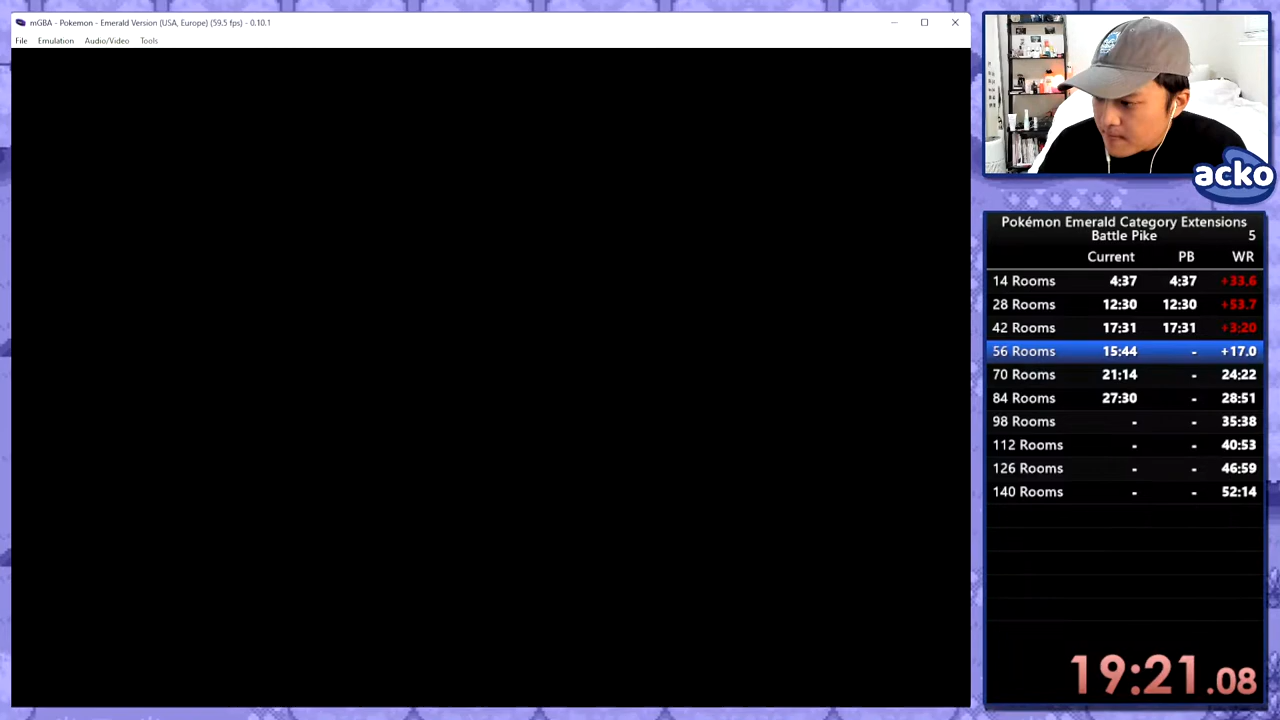 mGBA - Pokemon - Emerald Version (USA, Europe) (59.5 fps) - 0.10.1
File Emulation Audio/Video Tools
acko
Pokémon Emerald Category Extensions
Battle Pike 5
Current PB WR
14 Rooms 4:37 4:37 +33.6
28 Rooms 12:30 12:30 +53.7
42 Rooms 17:31 17:31 +3:20
56 Rooms 15:44 - +17.0
70 Rooms 21:14 - 24:22
84 Rooms 27:30 - 28:51
98 Rooms - - 35:38
112 Rooms - - 40:53
126 Rooms - - 46:59
140 Rooms - - 52:14
19:21.08